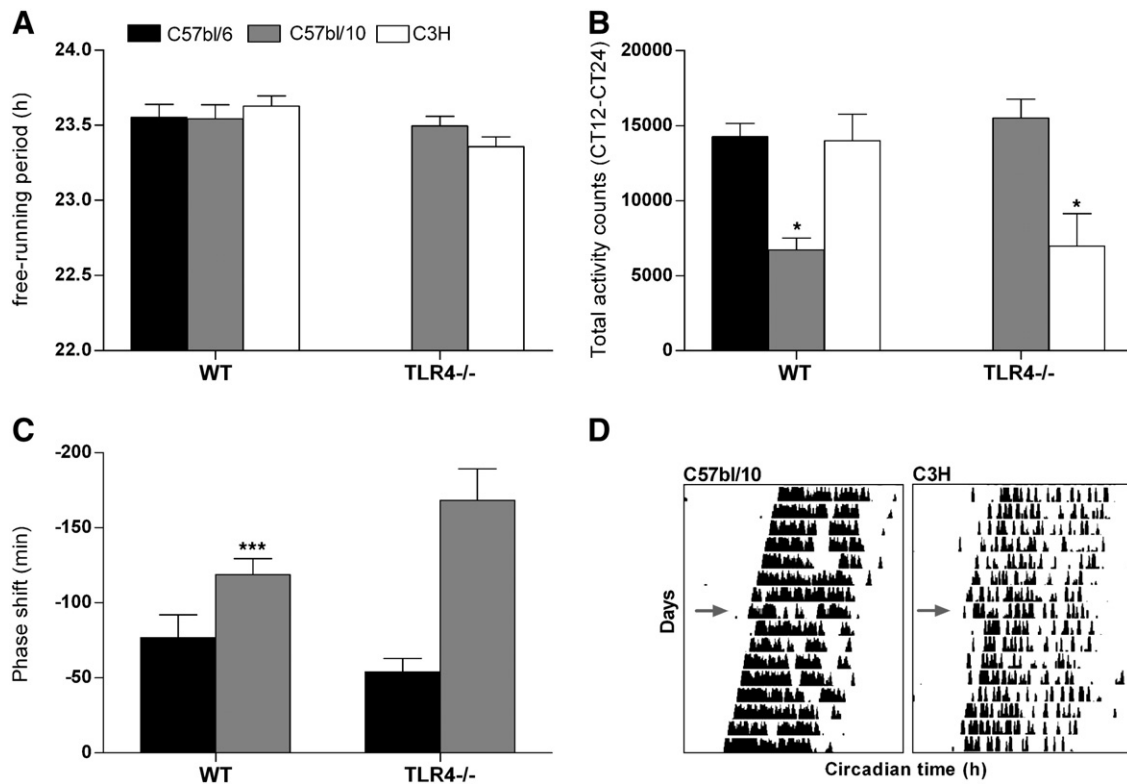 A
C57bl/6 C57bl/10 C3H
free-running period (h)
24.0
23.5
23.0
22.5
22.0
WT TLR4-/-
B
Total activity counts (CT12-CT24)
20000
15000
10000
5000
0
*
*
WT TLR4-/-
C
Phase shift (min)
-200
-150
-100
-50
0
***
WT TLR4-/-
D
C57bl/10 C3H
Days
Circadian time (h)